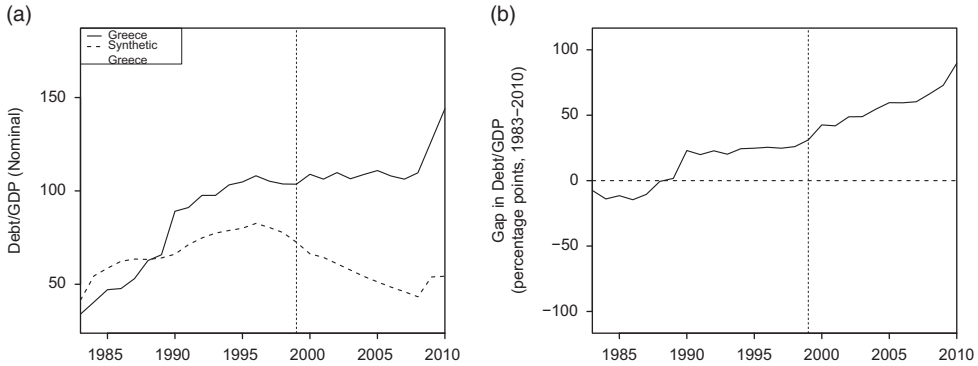 (a)
Greece
Synthetic
Greece
Debt/GDP (Nominal)
150
100
50
1985 1990 1995 2000 2005 2010
(b)
Gap in Debt/GDP
(percentage points, 1983−2010)
100
50
0
−50
−100
1985 1990 1995 2000 2005 2010